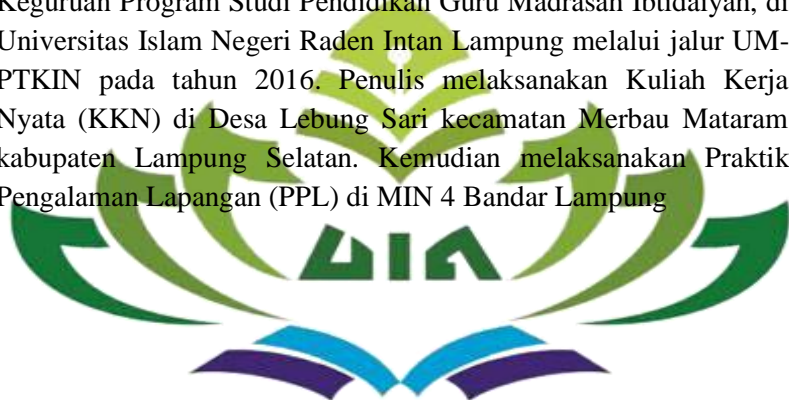 Keguruan Program Studi Pendidikan Guru Madrasah Ibtidaiyah, di
Universitas Islam Negeri Raden Intan Lampung melalui jalur UM-
PTKIN pada tahun 2016. Penulis melaksanakan Kuliah Kerja
Nyata (KKN) di Desa Lebung Sari kecamatan Merbau Mataram
kabupaten Lampung Selatan. Kemudian melaksanakan Praktik
Pengalaman Lapangan (PPL) di MIN 4 Bandar Lampung
UIN